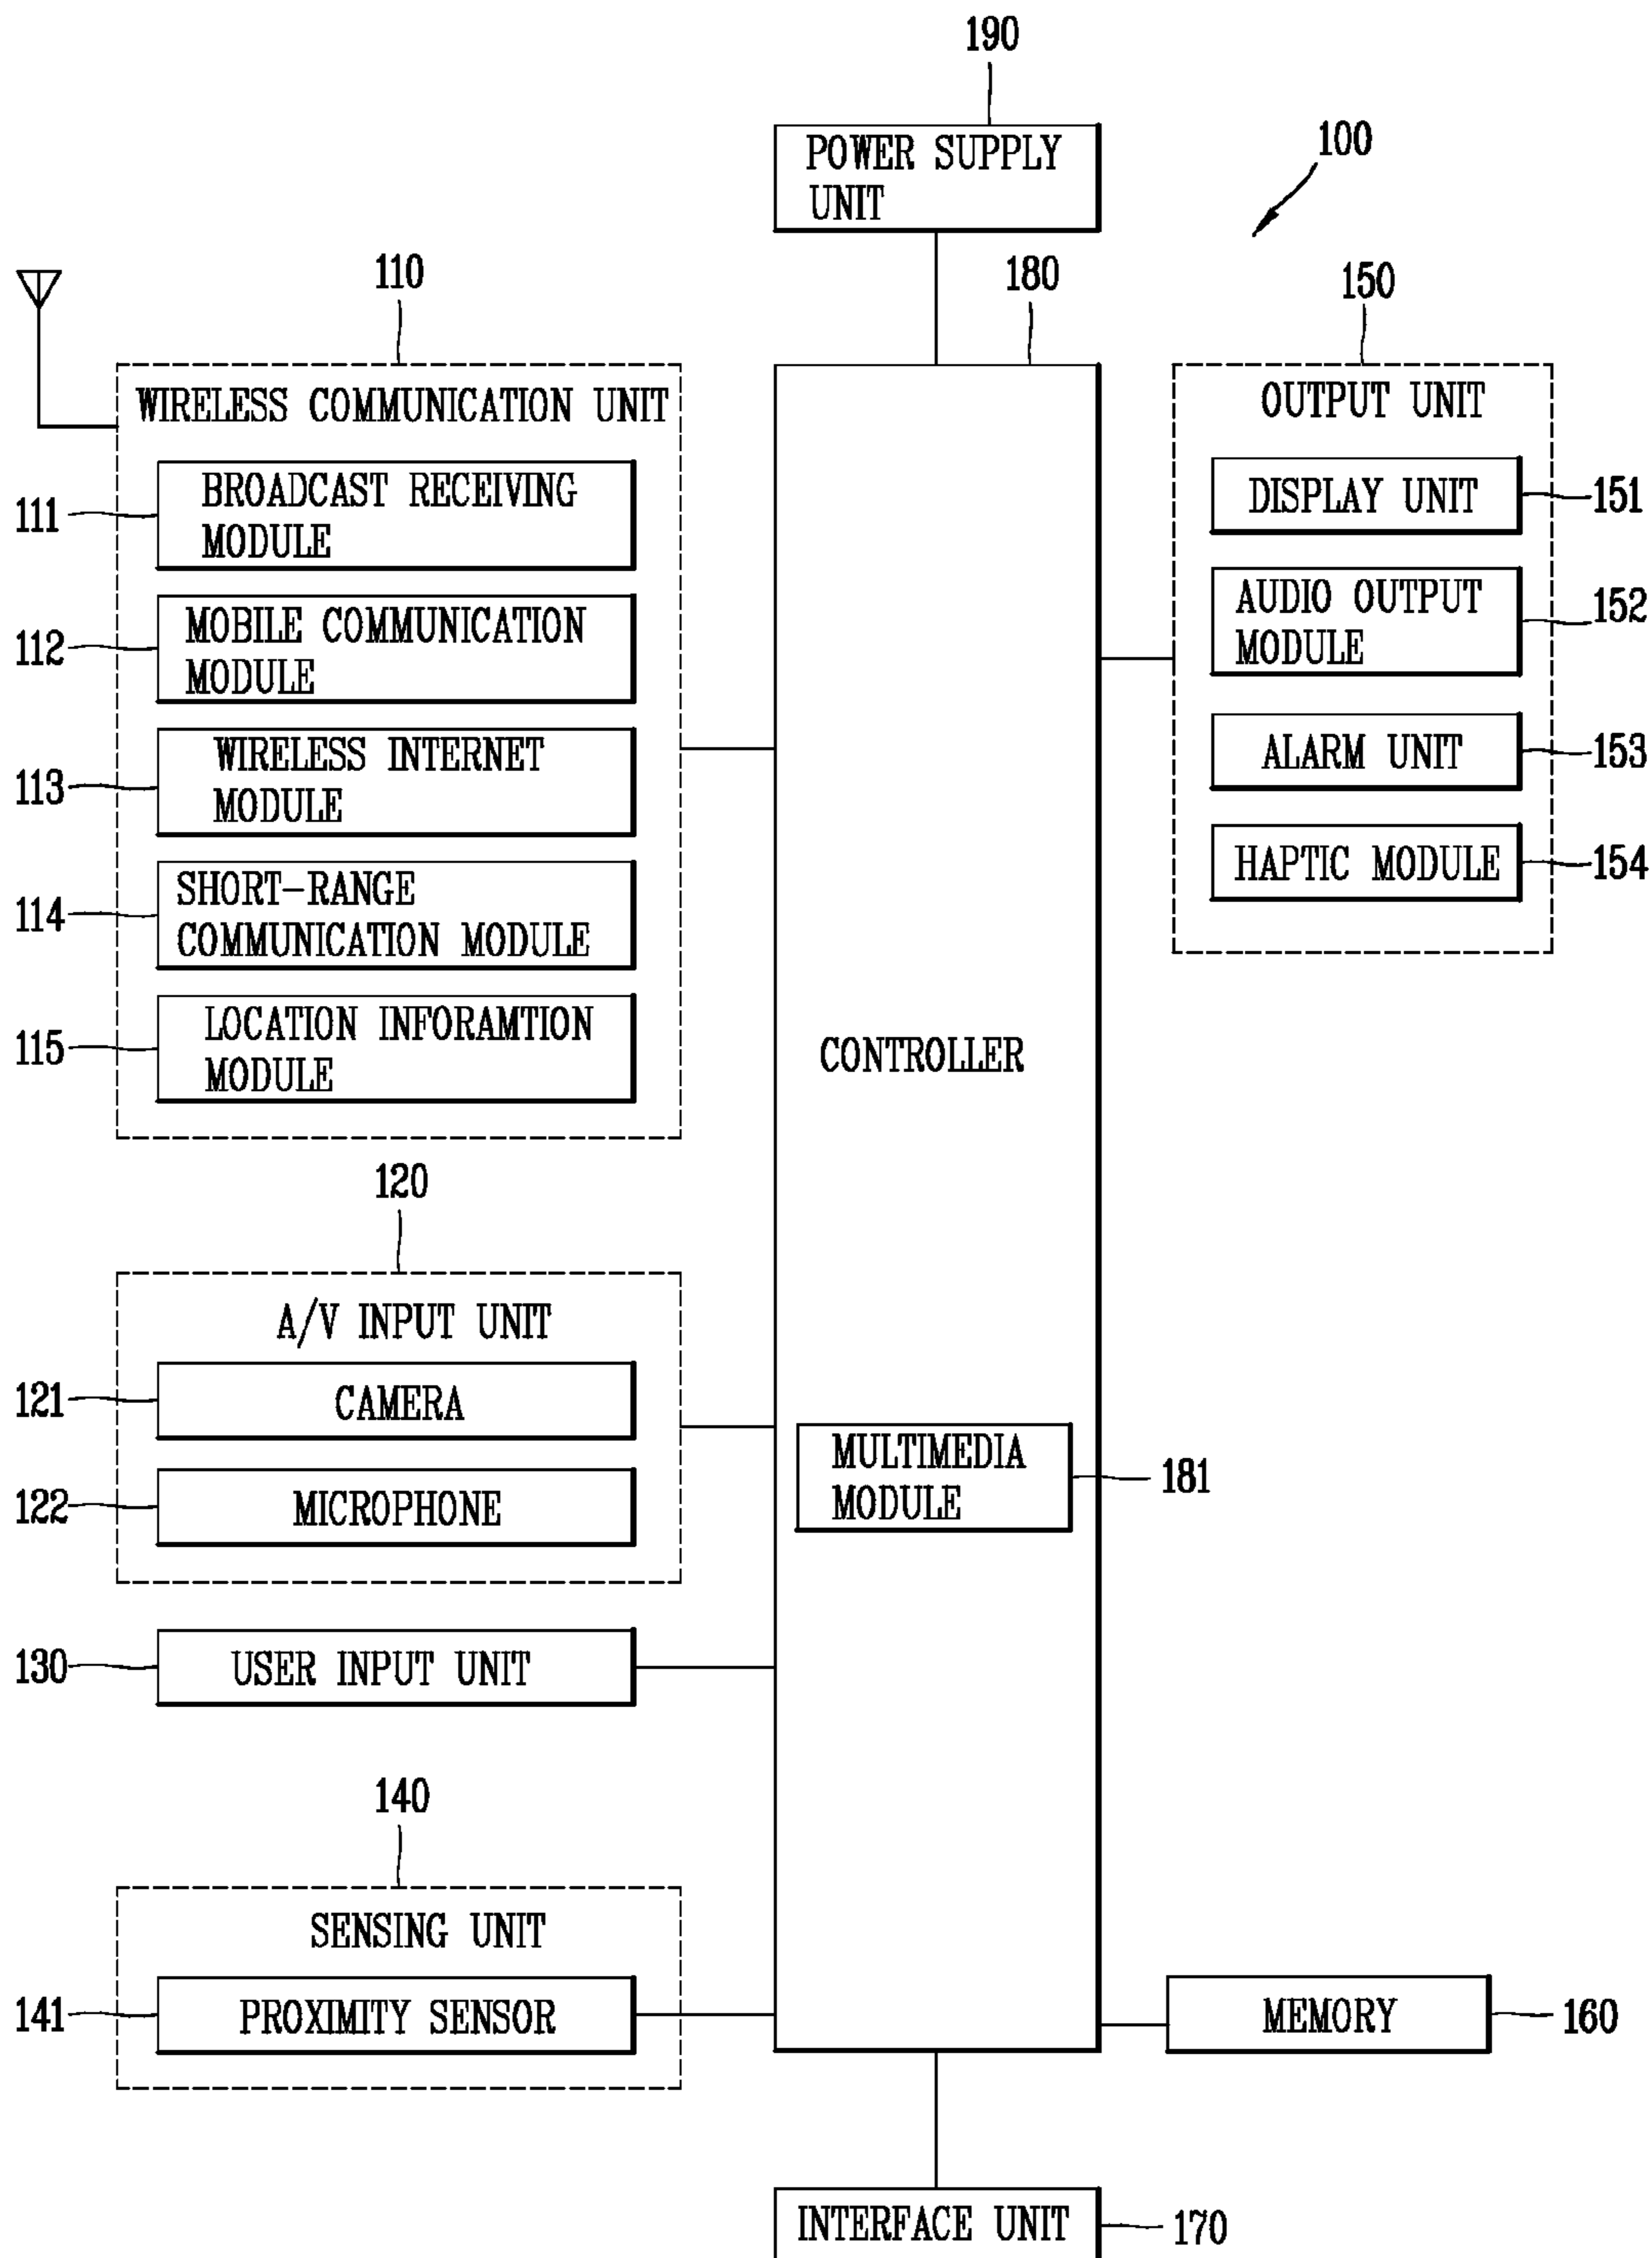 190
POWER SUPPLY
UNIT
100
110
180
150
WIRELESS COMMUNICATION UNIT
111
BROADCAST RECEIVING
MODULE
112
MOBILE COMMUNICATION
MODULE
113
WIRELESS INTERNET
MODULE
114
SHORT-RANGE
COMMUNICATION MODULE
115
LOCATION INFORAMTION
MODULE
OUTPUT UNIT
DISPLAY UNIT
151
AUDIO OUTPUT
MODULE
152
ALARM UNIT
153
HAPTIC MODULE
154
CONTROLLER
120
A/V INPUT UNIT
121
CAMERA
122
MICROPHONE
MULTIMEDIA
MODULE
181
130
USER INPUT UNIT
140
SENSING UNIT
141
PROXIMITY SENSOR
MEMORY
160
INTERFACE UNIT
170